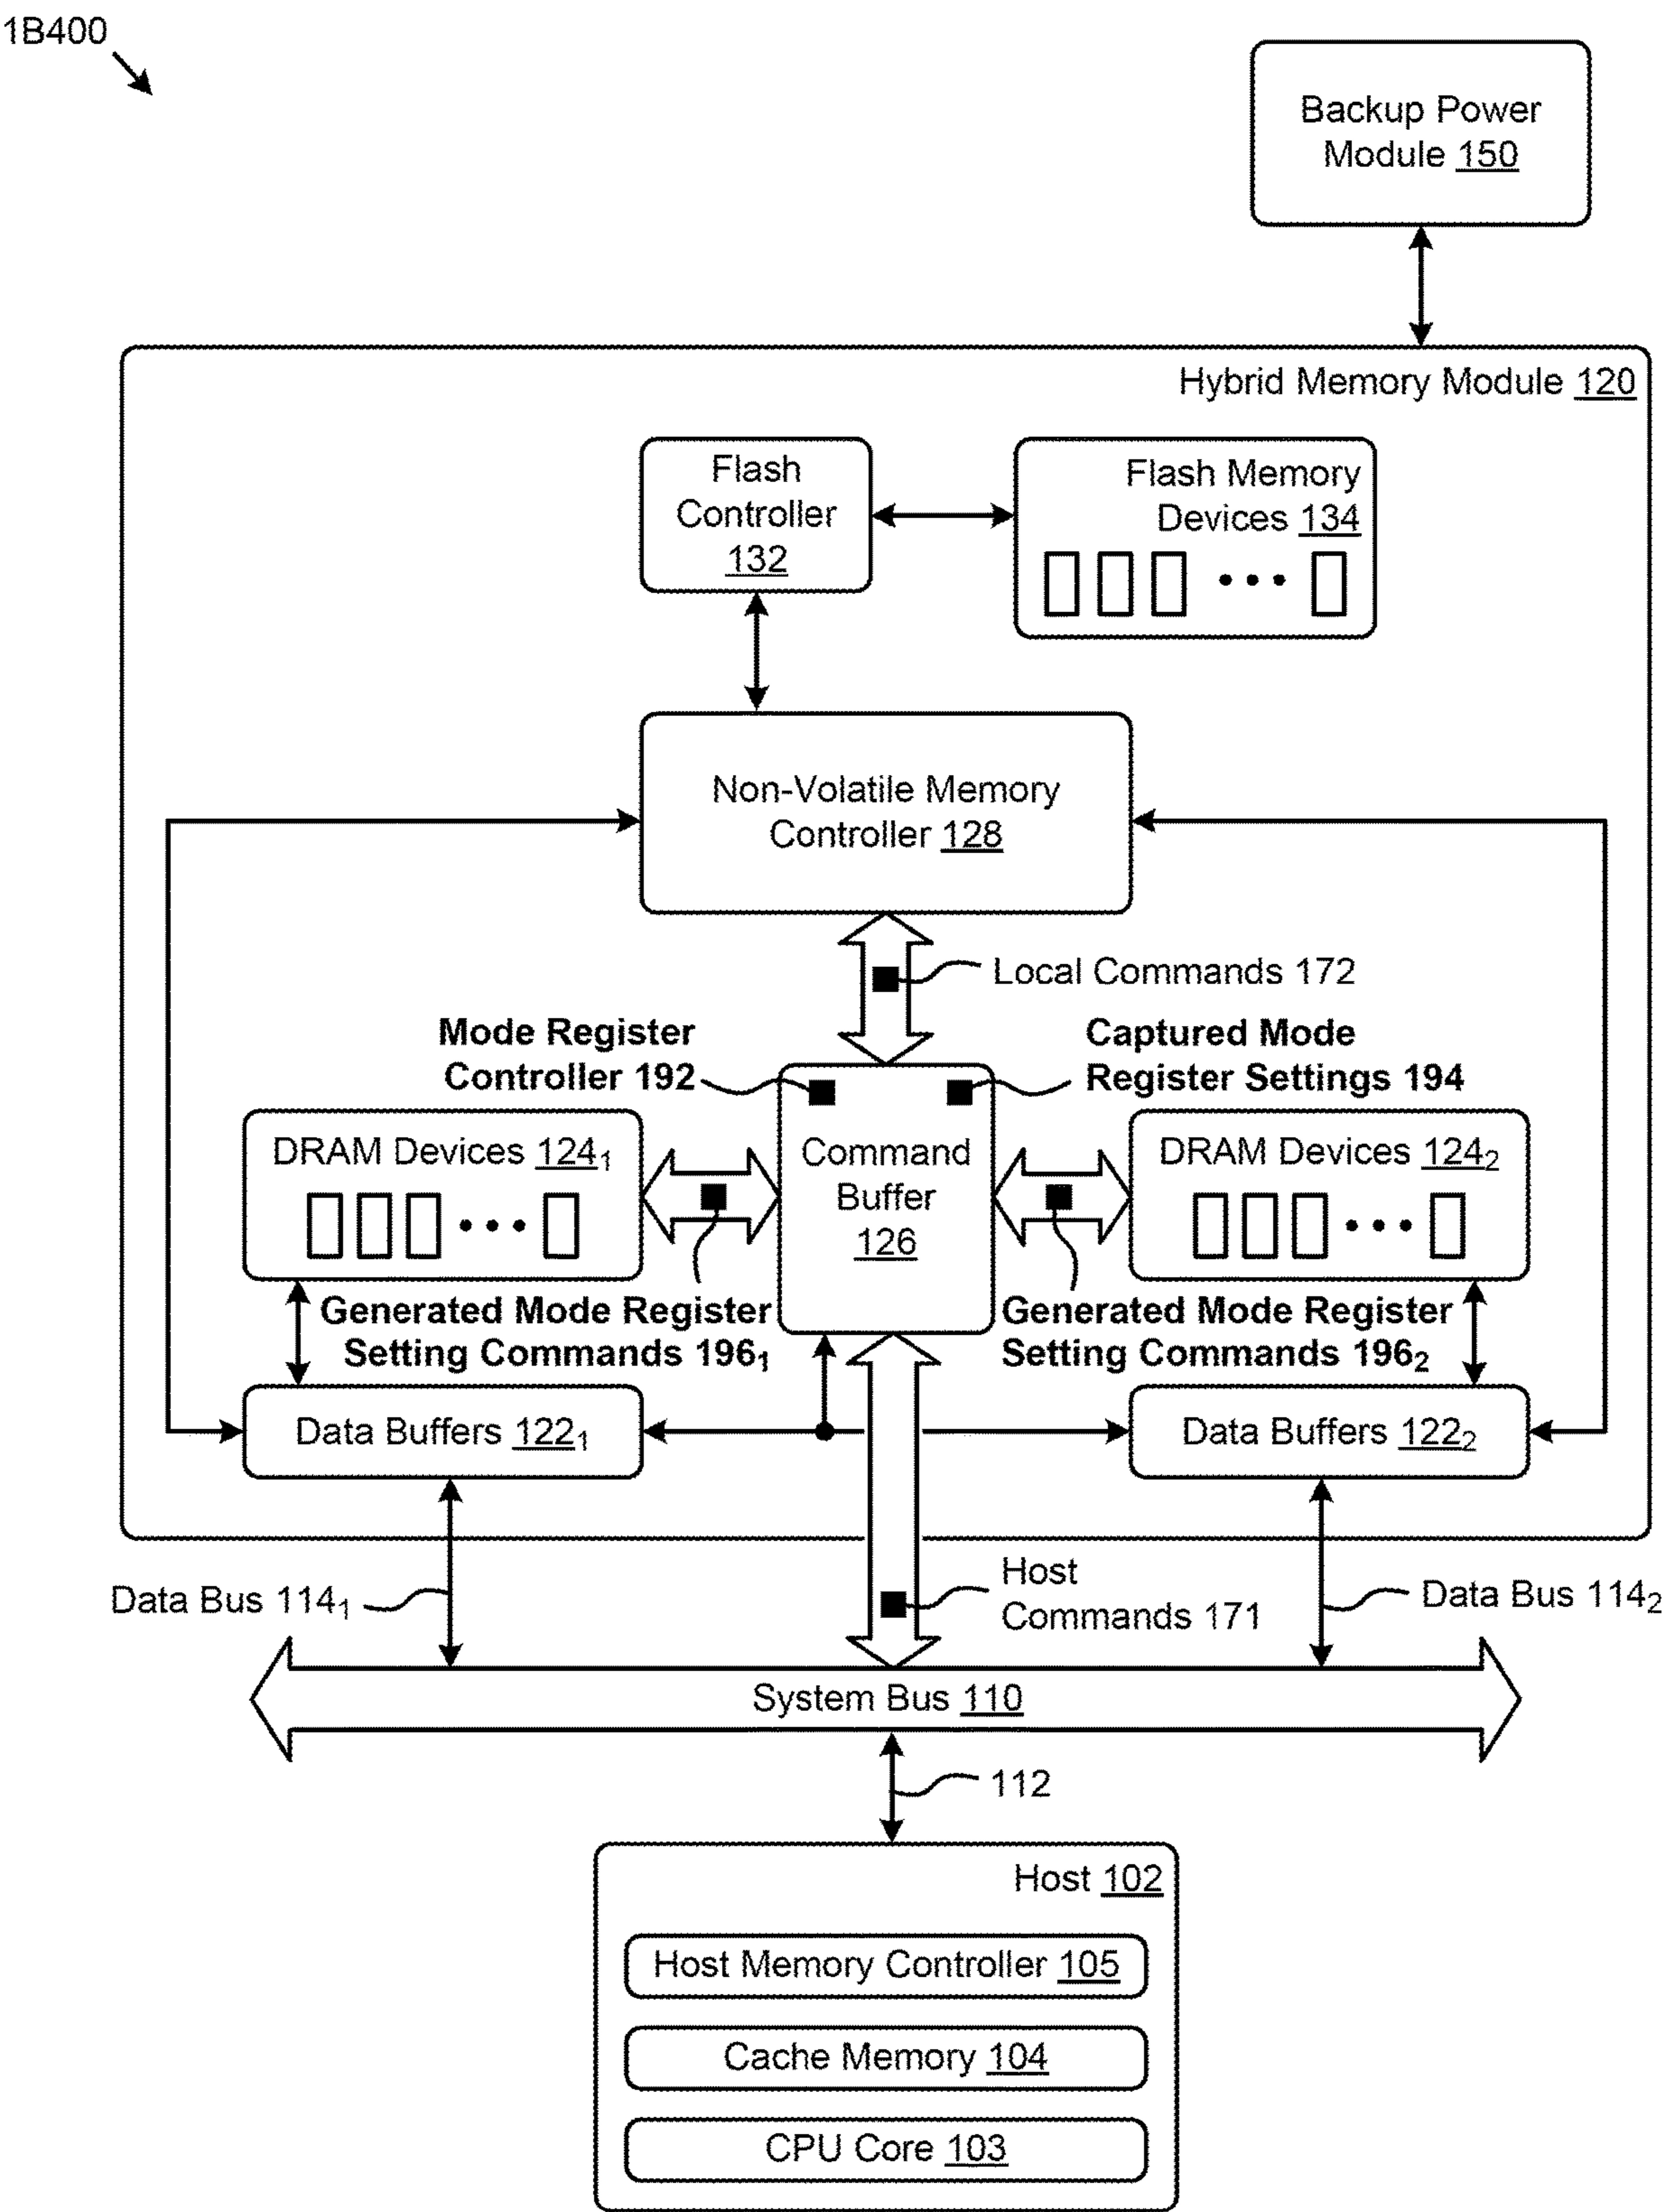 1B400
Backup Power
Module 150
Hybrid Memory Module 120
Flash
Controller
132
Flash Memory
Devices 134
Non-Volatile Memory
Controller 128
Local Commands 172
Mode Register
Controller 192
Captured Mode
Register Settings 194
DRAM Devices 124₁
Command
Buffer
126
DRAM Devices 124₂
Generated Mode Register
Setting Commands 196₁
Generated Mode Register
Setting Commands 196₂
Data Buffers 122₁
Data Buffers 122₂
Data Bus 114₁
Host
Commands 171
Data Bus 114₂
System Bus 110
112
Host 102
Host Memory Controller 105
Cache Memory 104
CPU Core 103